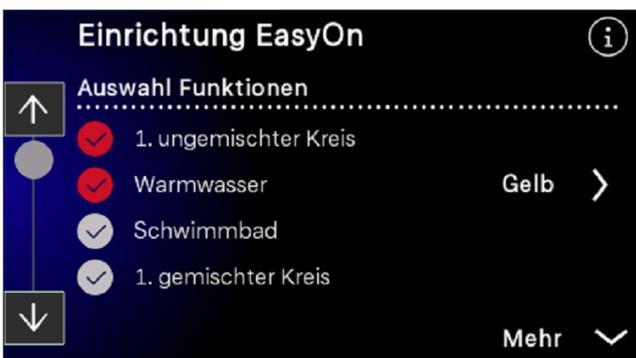 Einrichtung EasyOn
i
Auswahl Funktionen
1. ungemischter Kreis
Warmwasser Gelb
Schwimmbad
1. gemischter Kreis
Mehr